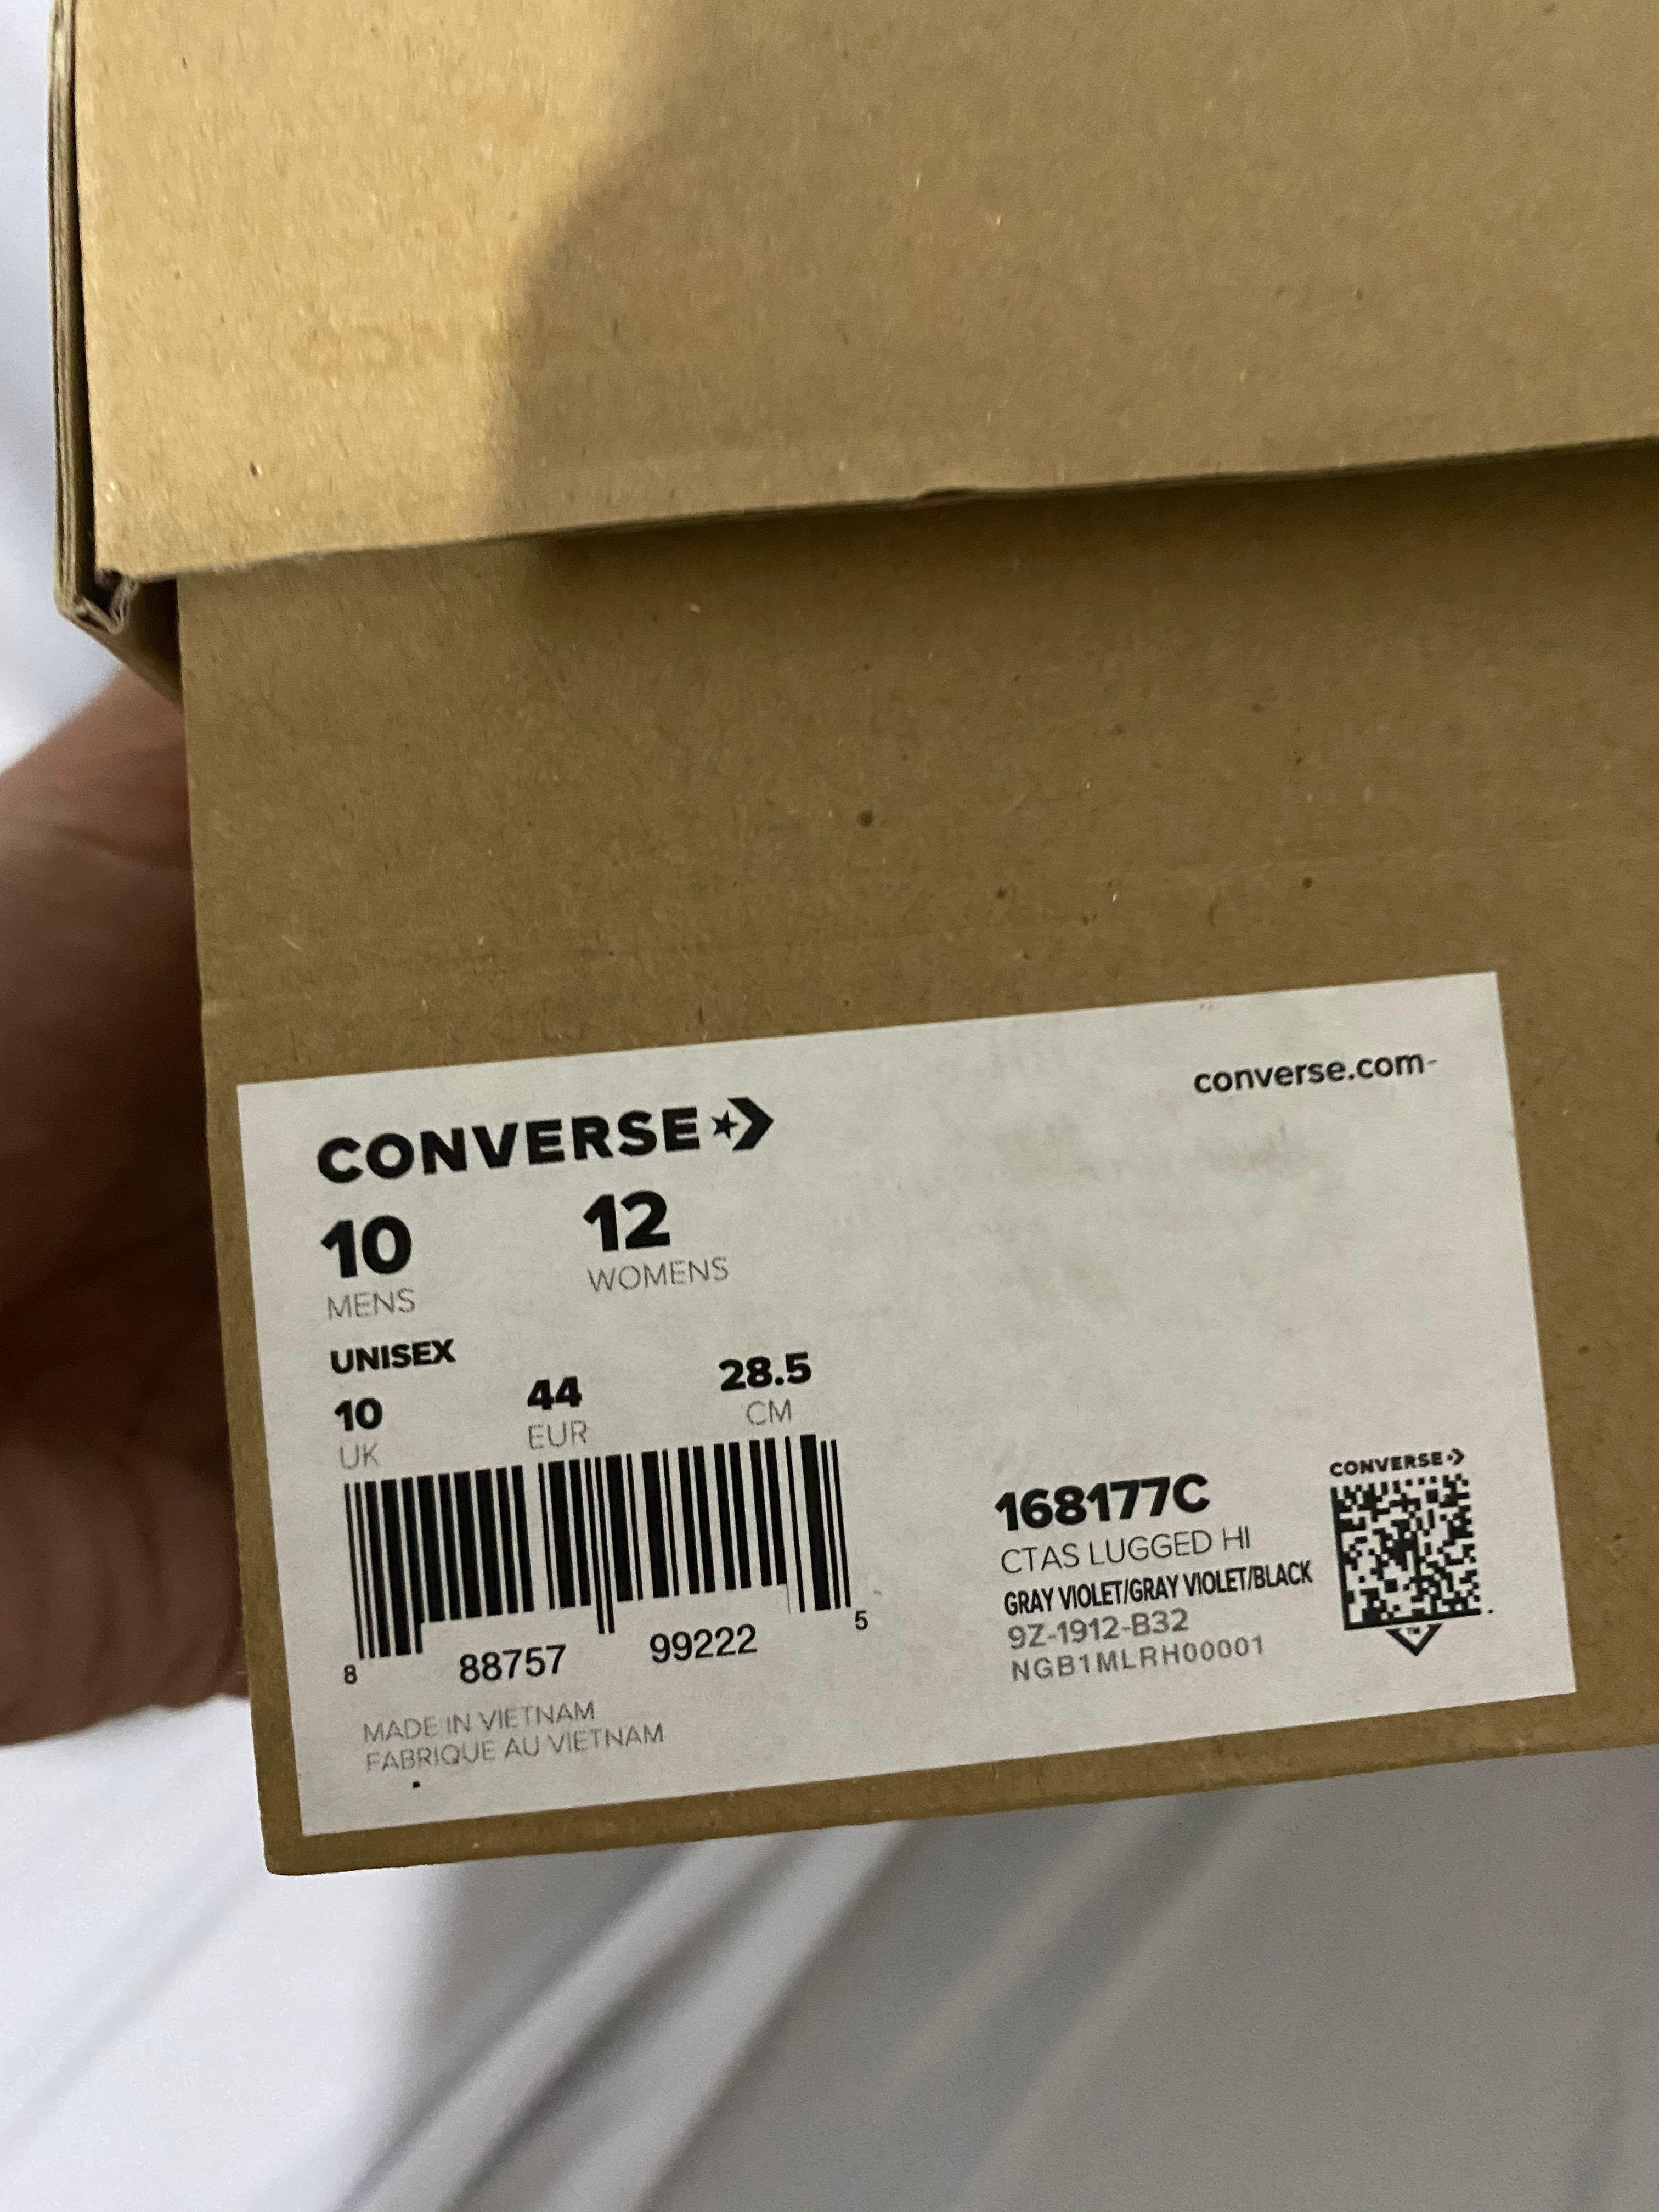 converse.com
CONVERSE
10 12
MENS WOMENS
UNISEX
10 44 28.5
UK EUR CM
8 88757 99222 5
MADE IN VIETNAM
FABRIQUE AU VIETNAM
168177C
CTAS LUGGED HI
GRAY VIOLET/GRAY VIOLET/BLACK
9Z-1912-B32
NGB1MLRH00001
CONVERSE
TM